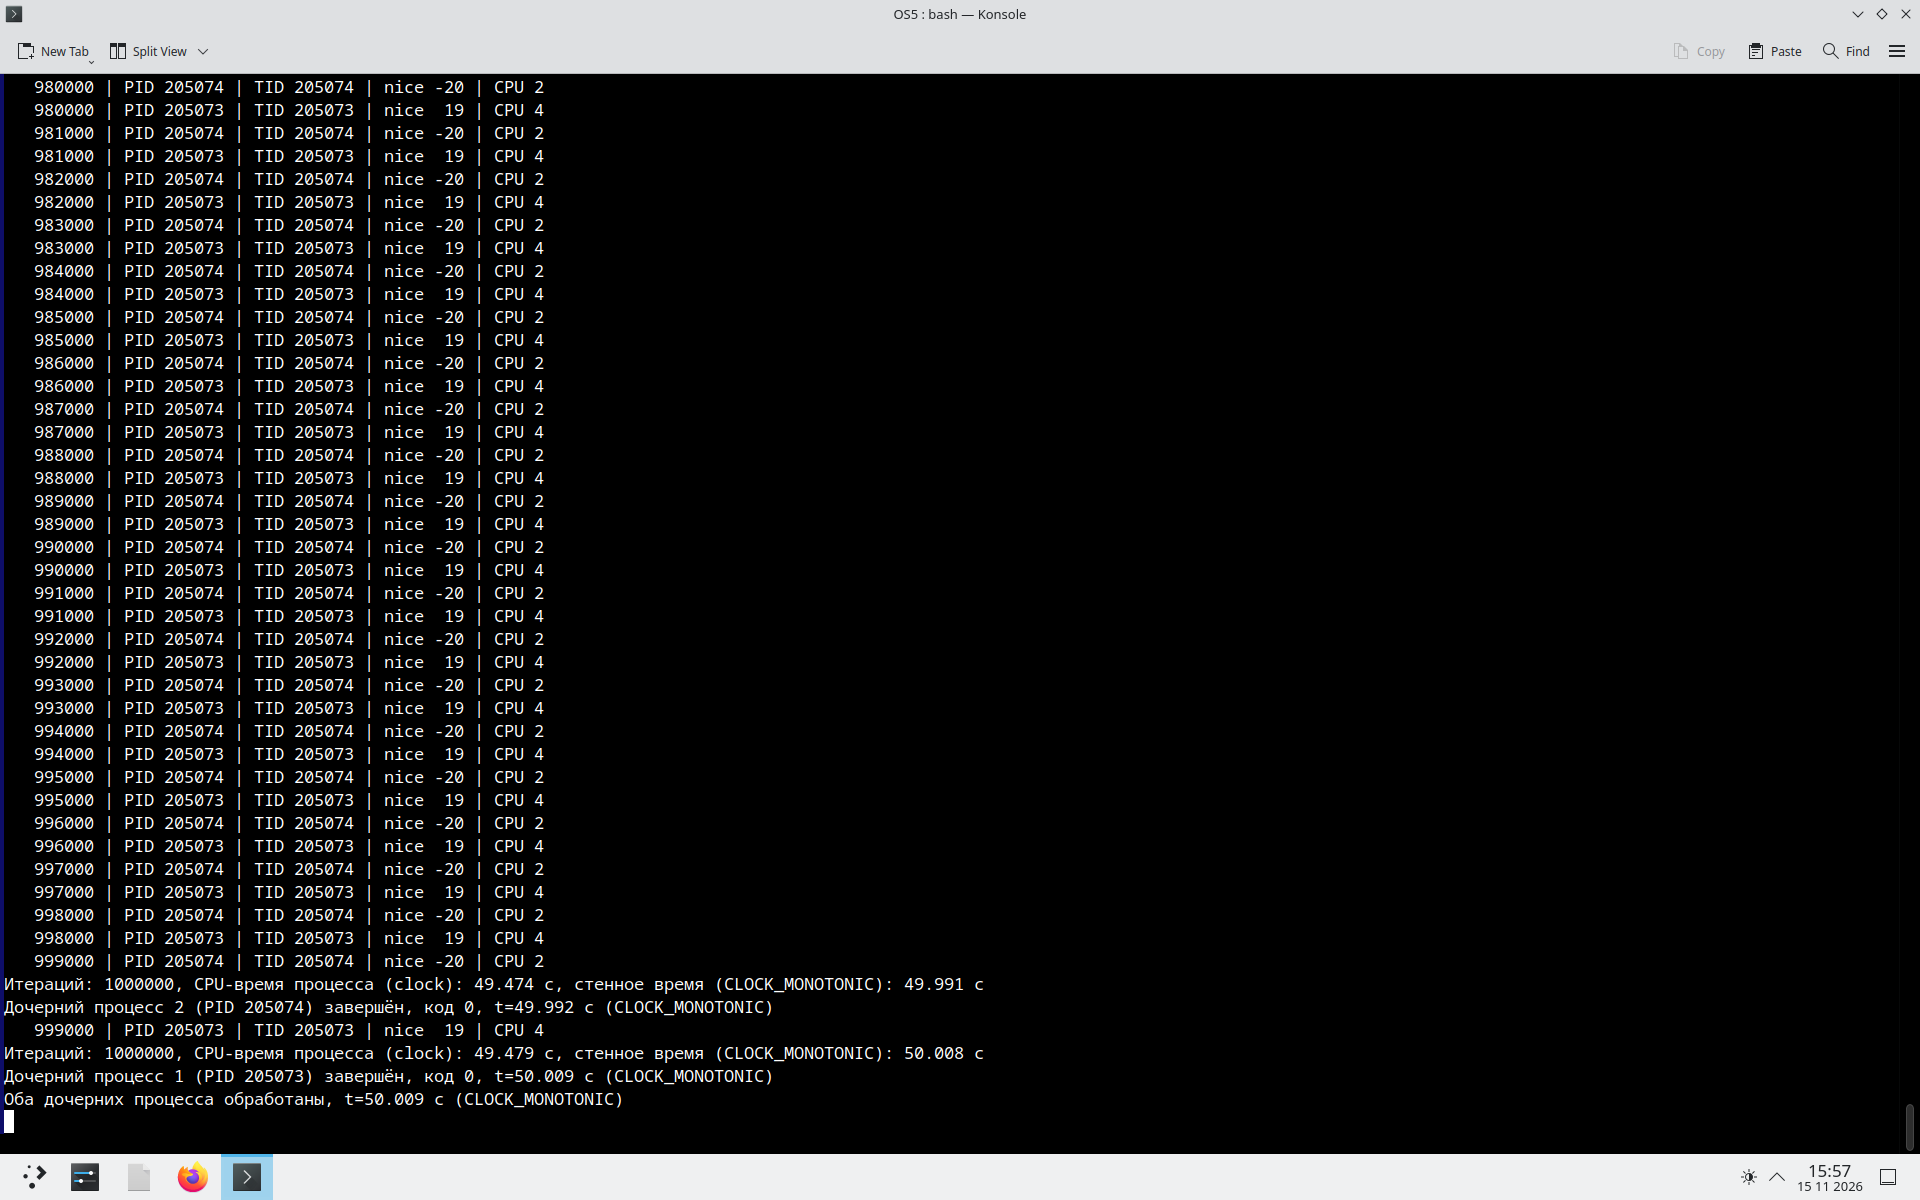 OS5 : bash — Konsole
New Tab Split View Copy Paste Find
980000 | PID 205074 | TID 205074 | nice -20 | CPU 2
980000 | PID 205073 | TID 205073 | nice  19 | CPU 4
981000 | PID 205074 | TID 205074 | nice -20 | CPU 2
981000 | PID 205073 | TID 205073 | nice  19 | CPU 4
982000 | PID 205074 | TID 205074 | nice -20 | CPU 2
982000 | PID 205073 | TID 205073 | nice  19 | CPU 4
983000 | PID 205074 | TID 205074 | nice -20 | CPU 2
983000 | PID 205073 | TID 205073 | nice  19 | CPU 4
984000 | PID 205074 | TID 205074 | nice -20 | CPU 2
984000 | PID 205073 | TID 205073 | nice  19 | CPU 4
985000 | PID 205074 | TID 205074 | nice -20 | CPU 2
985000 | PID 205073 | TID 205073 | nice  19 | CPU 4
986000 | PID 205074 | TID 205074 | nice -20 | CPU 2
986000 | PID 205073 | TID 205073 | nice  19 | CPU 4
987000 | PID 205074 | TID 205074 | nice -20 | CPU 2
987000 | PID 205073 | TID 205073 | nice  19 | CPU 4
988000 | PID 205074 | TID 205074 | nice -20 | CPU 2
988000 | PID 205073 | TID 205073 | nice  19 | CPU 4
989000 | PID 205074 | TID 205074 | nice -20 | CPU 2
989000 | PID 205073 | TID 205073 | nice  19 | CPU 4
990000 | PID 205074 | TID 205074 | nice -20 | CPU 2
990000 | PID 205073 | TID 205073 | nice  19 | CPU 4
991000 | PID 205074 | TID 205074 | nice -20 | CPU 2
991000 | PID 205073 | TID 205073 | nice  19 | CPU 4
992000 | PID 205074 | TID 205074 | nice -20 | CPU 2
992000 | PID 205073 | TID 205073 | nice  19 | CPU 4
993000 | PID 205074 | TID 205074 | nice -20 | CPU 2
993000 | PID 205073 | TID 205073 | nice  19 | CPU 4
994000 | PID 205074 | TID 205074 | nice -20 | CPU 2
994000 | PID 205073 | TID 205073 | nice  19 | CPU 4
995000 | PID 205074 | TID 205074 | nice -20 | CPU 2
995000 | PID 205073 | TID 205073 | nice  19 | CPU 4
996000 | PID 205074 | TID 205074 | nice -20 | CPU 2
996000 | PID 205073 | TID 205073 | nice  19 | CPU 4
997000 | PID 205074 | TID 205074 | nice -20 | CPU 2
997000 | PID 205073 | TID 205073 | nice  19 | CPU 4
998000 | PID 205074 | TID 205074 | nice -20 | CPU 2
998000 | PID 205073 | TID 205073 | nice  19 | CPU 4
999000 | PID 205074 | TID 205074 | nice -20 | CPU 2
Итераций: 1000000, CPU-время процесса (clock): 49.474 с, стенное время (CLOCK_MONOTONIC): 49.991 с
Дочерний процесс 2 (PID 205074) завершён, код 0, t=49.992 с (CLOCK_MONOTONIC)
999000 | PID 205073 | TID 205073 | nice  19 | CPU 4
Итераций: 1000000, CPU-время процесса (clock): 49.479 с, стенное время (CLOCK_MONOTONIC): 50.008 с
Дочерний процесс 1 (PID 205073) завершён, код 0, t=50.009 с (CLOCK_MONOTONIC)
Оба дочерних процесса обработаны, t=50.009 с (CLOCK_MONOTONIC)
15:57
15 11 2026